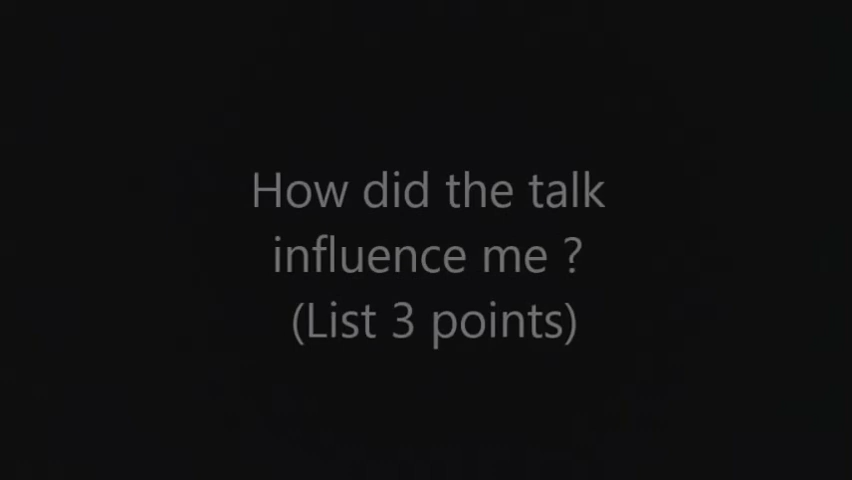 How did the talk
influence me ?
(List 3 points)